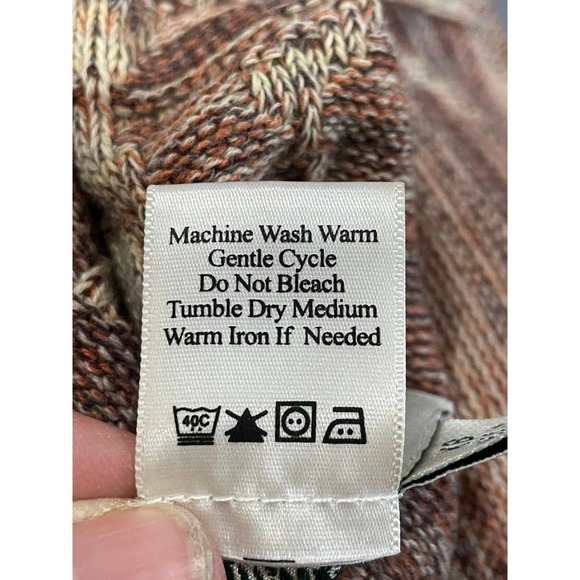 Machine Wash Warm
Gentle Cycle
Do Not Bleach
Tumble Dry Medium
Warm Iron If Needed
40C